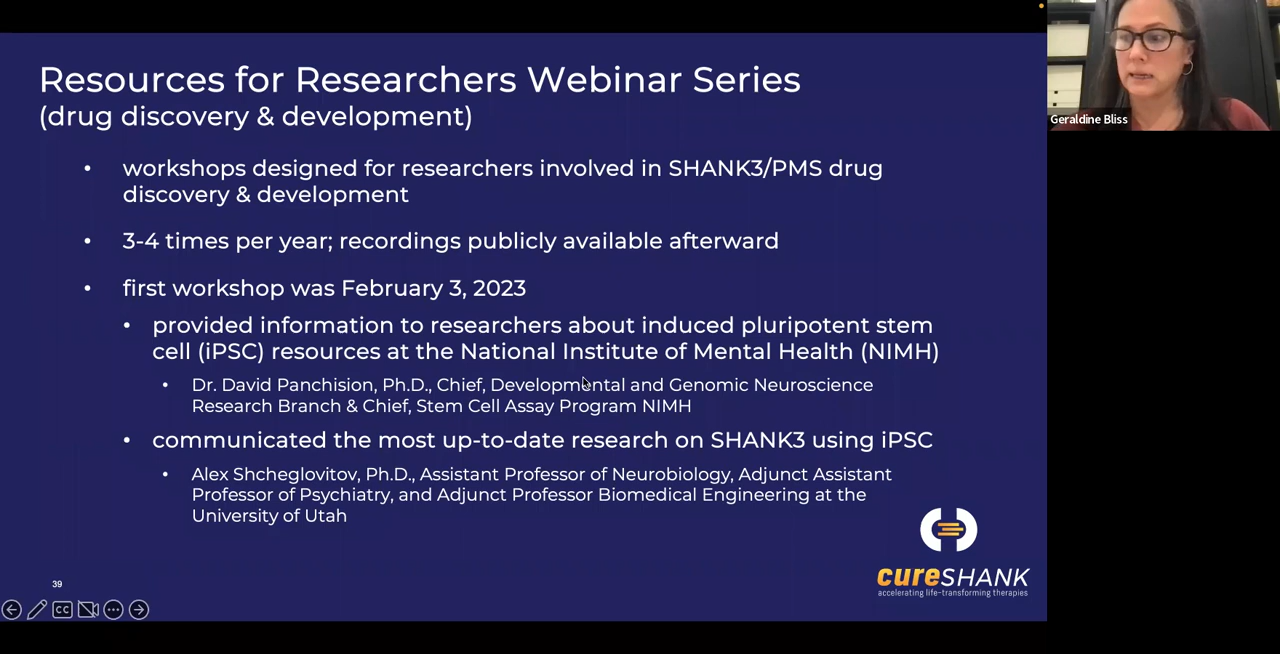 Resources for Researchers Webinar Series
(drug discovery & development)
• workshops designed for researchers involved in SHANK3/PMS drug
discovery & development
• 3-4 times per year; recordings publicly available afterward
• first workshop was February 3, 2023
• provided information to researchers about induced pluripotent stem
cell (iPSC) resources at the National Institute of Mental Health (NIMH)
• Dr. David Panchision, Ph.D., Chief, Developmental and Genomic Neuroscience
Research Branch & Chief, Stem Cell Assay Program NIMH
• communicated the most up-to-date research on SHANK3 using iPSC
• Alex Shcheglovitov, Ph.D., Assistant Professor of Neurobiology, Adjunct Assistant
Professor of Psychiatry, and Adjunct Professor Biomedical Engineering at the
University of Utah
39
CC
cureSHANK
accelerating life-transforming therapies
Geraldine Bliss